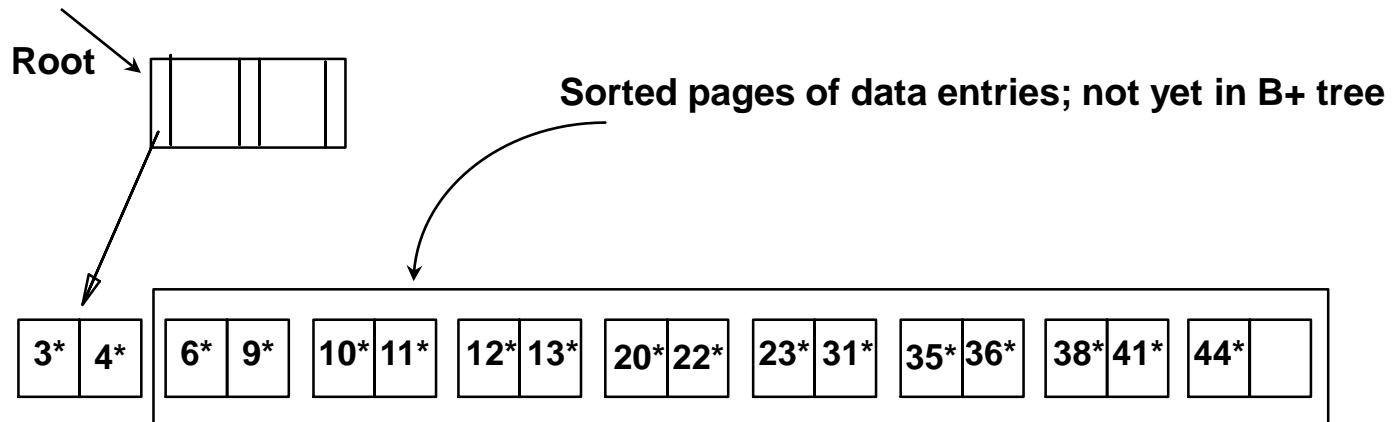 Root
Sorted pages of data entries; not yet in B+ tree
3* 4* 6* 9* 10* 11* 12* 13* 20* 22* 23* 31* 35* 36* 38* 41* 44*